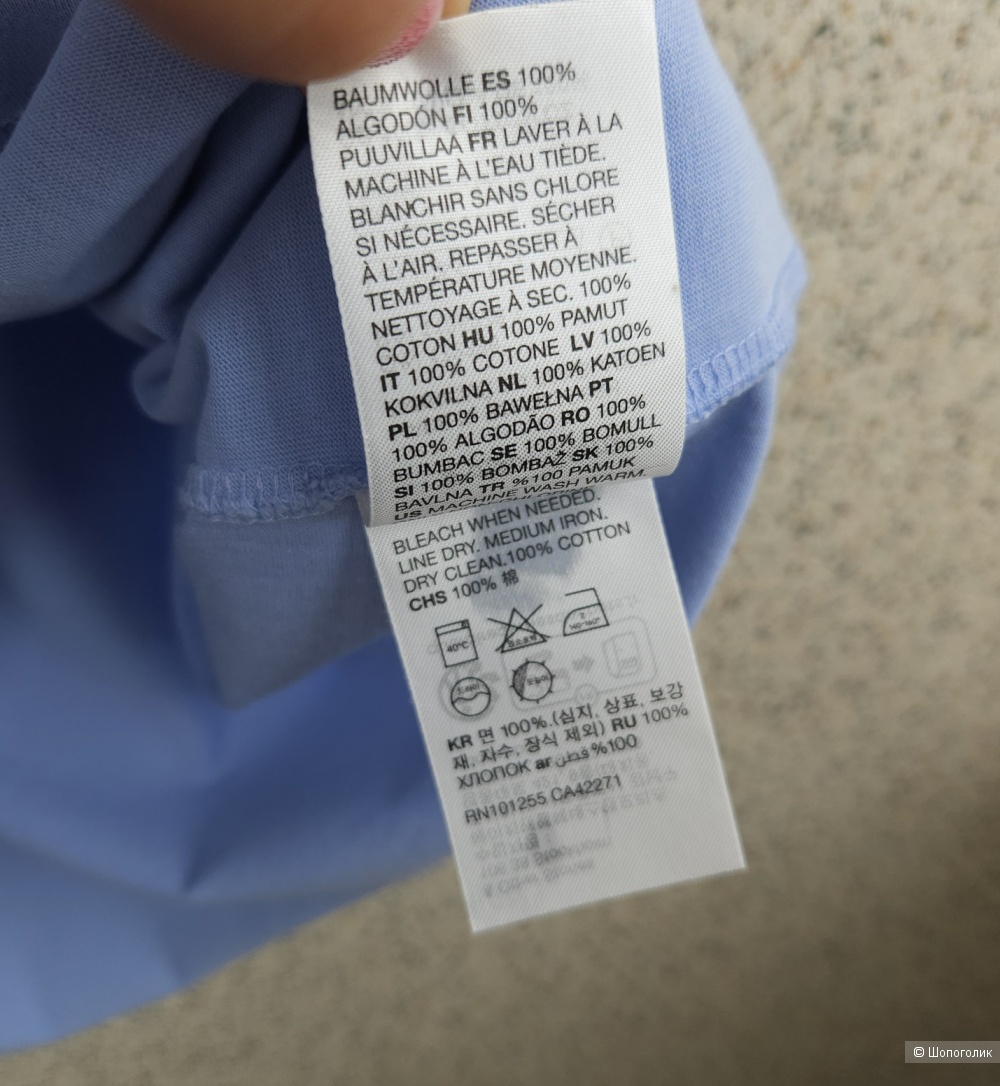 BAUMWOLLE ES 100%
ALGODÓN FI 100%
PUUVILLAA FR LAVER À LA
MACHINE À L'EAU TIÈDE.
BLANCHIR SANS CHLORE
SI NÉCESSAIRE. SÉCHER
À L'AIR. REPASSER À
TEMPÉRATURE MOYENNE.
NETTOYAGE À SEC. 100%
COTON HU 100% PAMUT
IT 100% COTONE LV 100%
KOKVILNA NL 100% KATOEN
PL 100% BAWEŁNA PT
100% ALGODÃO RO 100%
BUMBAC SE 100% BOMULL
SI 100% BOMBAŽ SK 100%
BAVLNA TR %100 PAMUK
US MACHINE WASH WARM.
BLEACH WHEN NEEDED.
LINE DRY. MEDIUM IRON.
DRY CLEAN.100% COTTON
CHS 100% 棉
40°C
KR 면 100%.(심지, 상표, 보강
재, 자수, 장식 제외) RU 100%
ХЛОПОК ar قطن %100
RN101255 CA42271
© Шопоголик